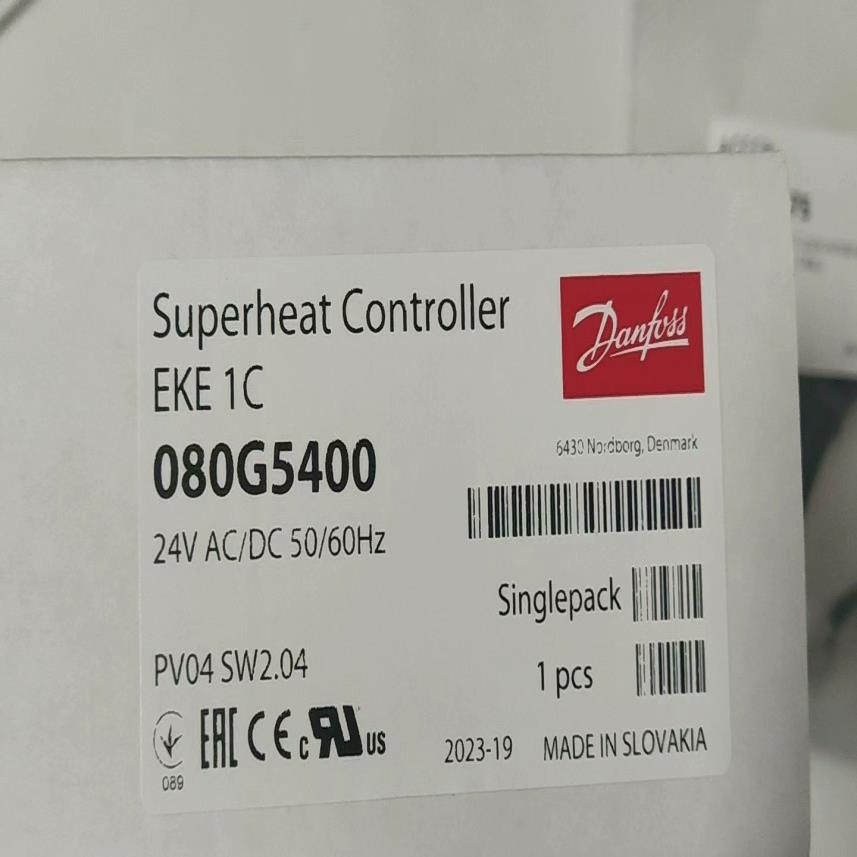 Superheat Controller
EKE 1C
080G5400
24V AC/DC 50/60Hz
PV04 SW2.04
Danfoss
6430 Nordborg, Denmark
Singlepack
1 pcs
EAC CE c RU US
089
2023-19 MADE IN SLOVAKIA